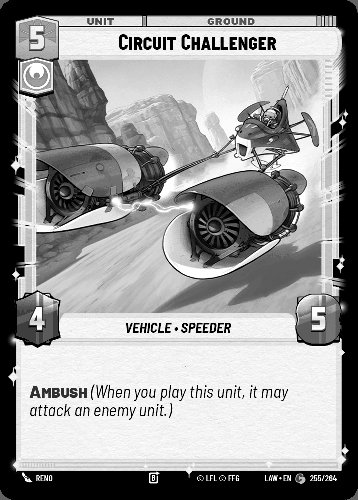 UNIT GROUND
5 CIRCUIT CHALLENGER
4 5
VEHICLE • SPEEDER
AMBUSH (When you play this unit, it may
attack an enemy unit.)
RENO © LFL © FFG LAW • EN 255/264